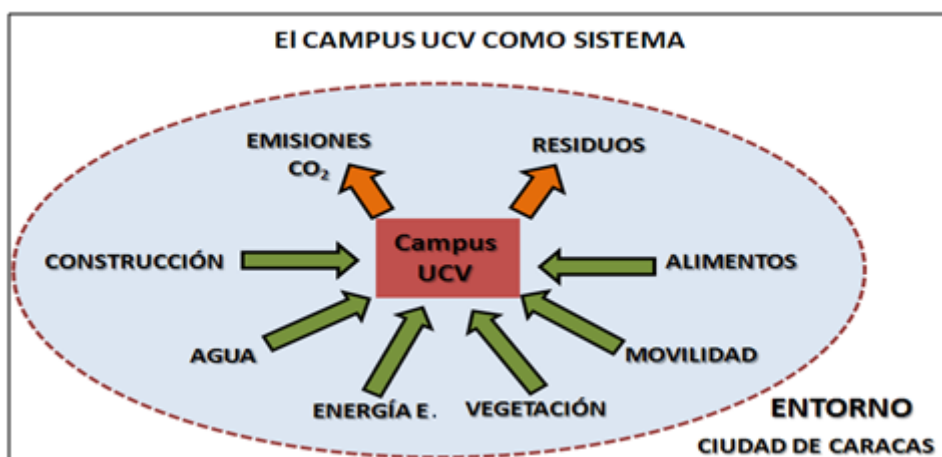 El CAMPUS UCV COMO SISTEMA
EMISIONES
CO₂
RESIDUOS
Campus
UCV
CONSTRUCCIÓN
ALIMENTOS
AGUA
MOVILIDAD
ENERGÍA E.
VEGETACIÓN
ENTORNO
CIUDAD DE CARACAS